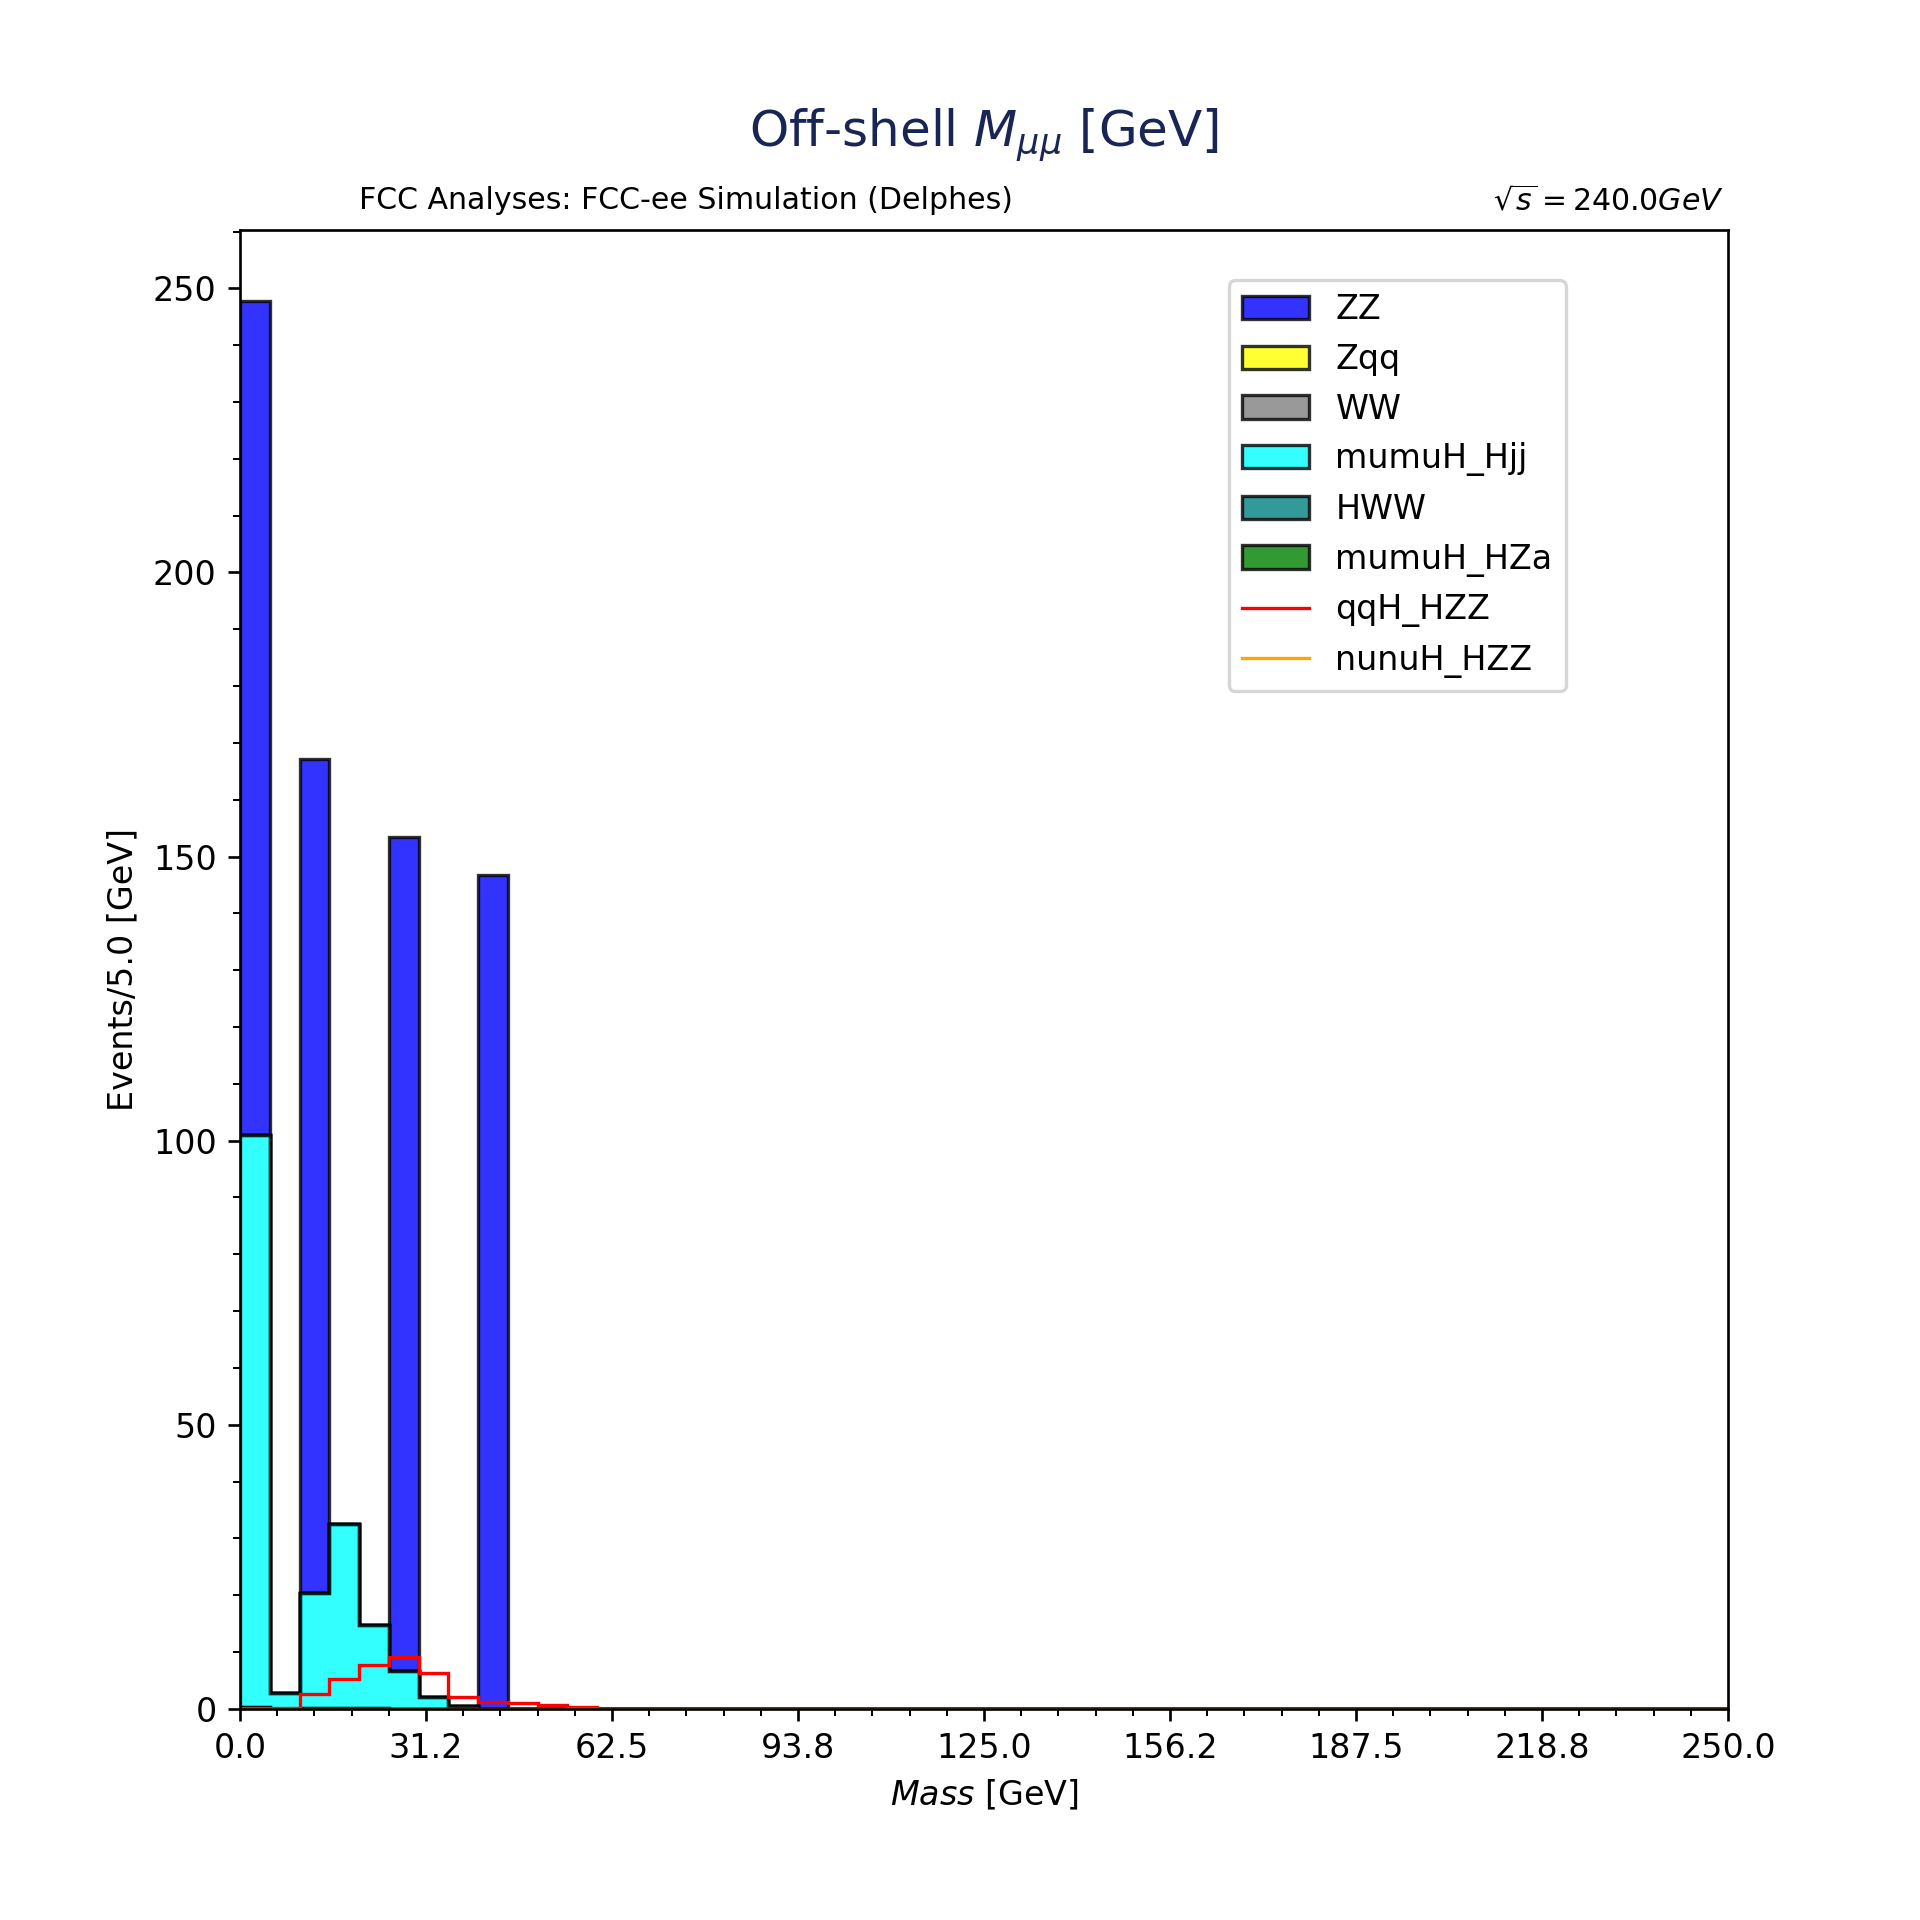 Off-shell $M_{\mu\mu}$ [GeV]
FCC Analyses: FCC-ee Simulation (Delphes)
$\sqrt{s} = 240.0GeV$
250
200
150
100
50
0
Events/5.0 [GeV]
ZZ
Zqq
WW
mumuH_Hjj
HWW
mumuH_HZa
qqH_HZZ
nunuH_HZZ
0.0 31.2 62.5 93.8 125.0 156.2 187.5 218.8 250.0
Mass [GeV]